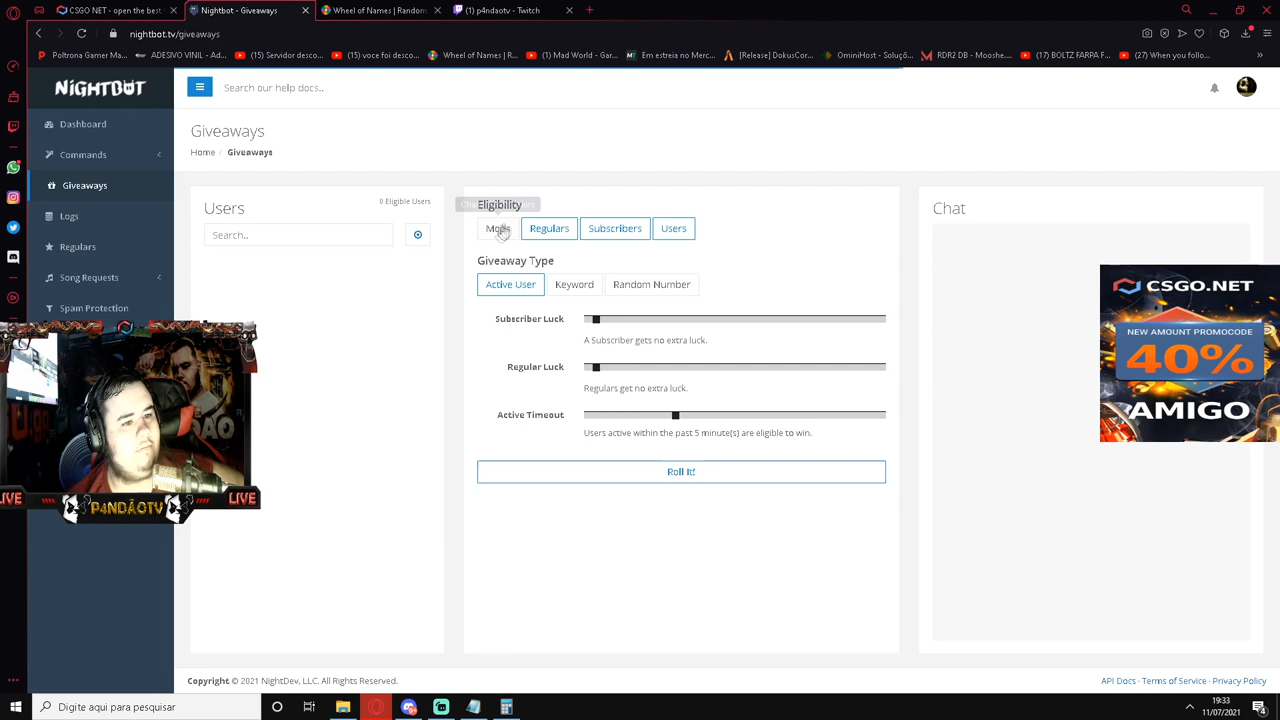 CSGO NET - open the best
Nightbot - Giveaways
Wheel of Names | Random
(1) p4ndaotv - Twitch
nightbot.tv/giveaways
Poltrona Gamer Ma...
ADESIVO VINIL - Ad...
(15) Servidor desco...
(15) voce foi desco...
Wheel of Names | R...
(1) Mad World - Gar...
Em estreia no Merc...
[Release] DokusCor...
OminiHost - Soluçõ...
RDR2 DB - Mooshe...
(17) BOLTZ FARPA F...
(27) When you follo...
NIGHTBOT
Search our help docs..
Dashboard
Commands
Giveaways
Logs
Regulars
Song Requests
Spam Protection
Giveaways
Home / Giveaways
Users
0 Eligible Users
Search..
Eligibility
Mods
Regulars
Subscribers
Users
Giveaway Type
Active User
Keyword
Random Number
Subscriber Luck
A Subscriber gets no extra luck.
Regular Luck
Regulars get no extra luck.
Active Timeout
Users active within the past 5 minute(s) are eligible to win.
Roll It!
Chat
CSGO.NET
NEW AMOUNT PROMOCODE
40%
AMIGO
LIVE
P4NDÃOTV
LIVE
Copyright © 2021 NightDev, LLC. All Rights Reserved.
API Docs · Terms of Service · Privacy Policy
Digite aqui para pesquisar
19:33
11/07/2021
4